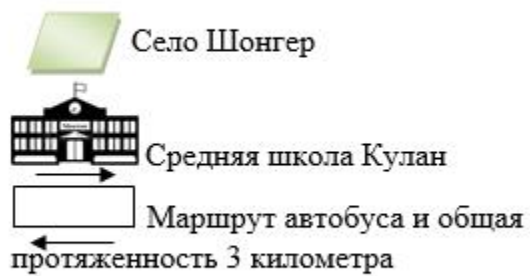 Село Шонгер
Средняя школа Кулан
Маршрут автобуса и общая
протяженность 3 километра